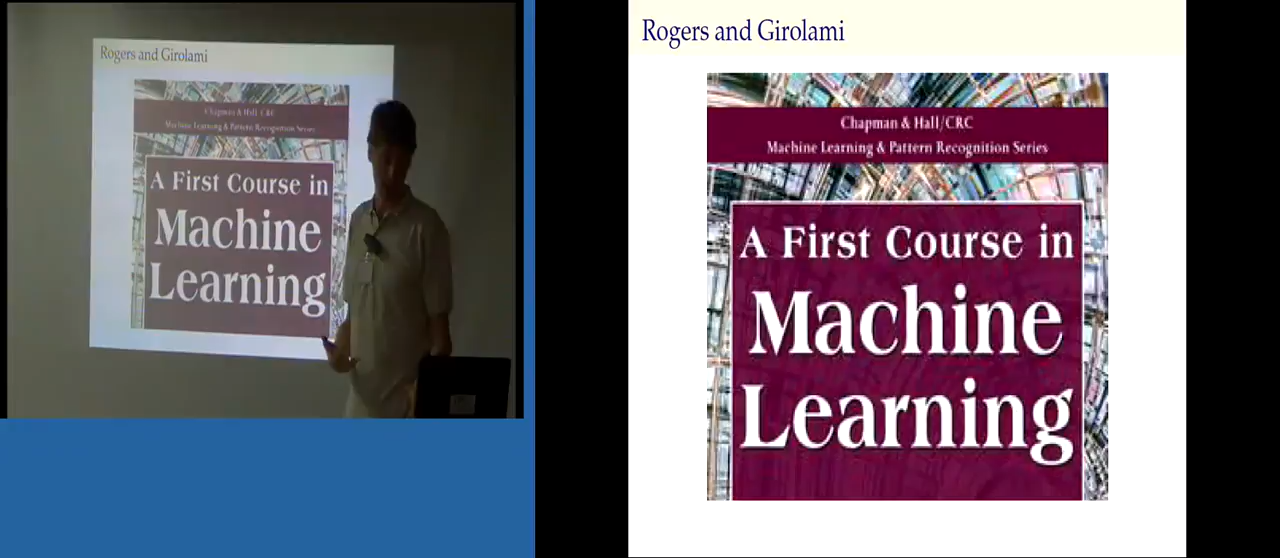 Rogers and Girolami
Chapman & Hall/CRC
Machine Learning & Pattern Recognition Series
A First Course in
Machine
Learning
Rogers and Girolami
Chapman & Hall/CRC
Machine Learning & Pattern Recognition Series
A First Course in
Machine
Learning